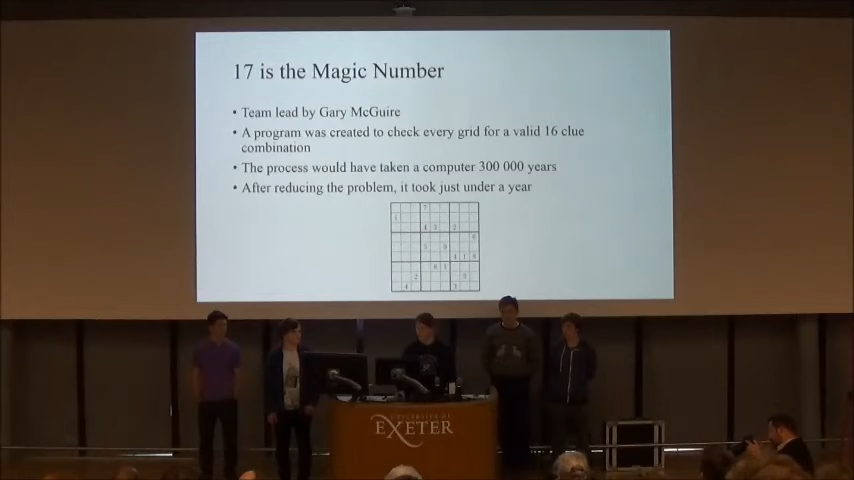 17 is the Magic Number
• Team lead by Gary McGuire
• A program was created to check every grid for a valid 16 clue
combination
• The process would have taken a computer 300 000 years
• After reducing the problem, it took just under a year
UNIVERSITY OF
EXETER